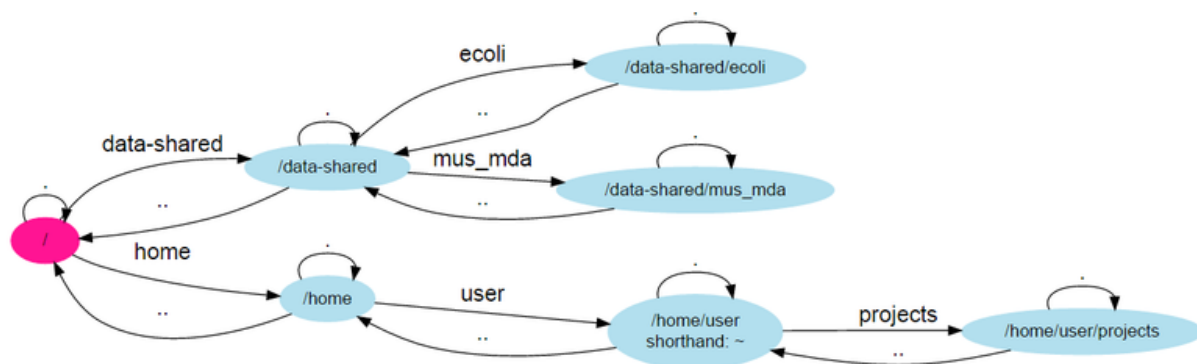 .
ecoli
/data-shared/ecoli
..
.
data-shared
/data-shared
mus_mda
.
/data-shared/mus_mda
..
.
..
/
home
.
/home
..
user
.
/home/user
shorthand: ~
..
projects
.
/home/user/projects
..